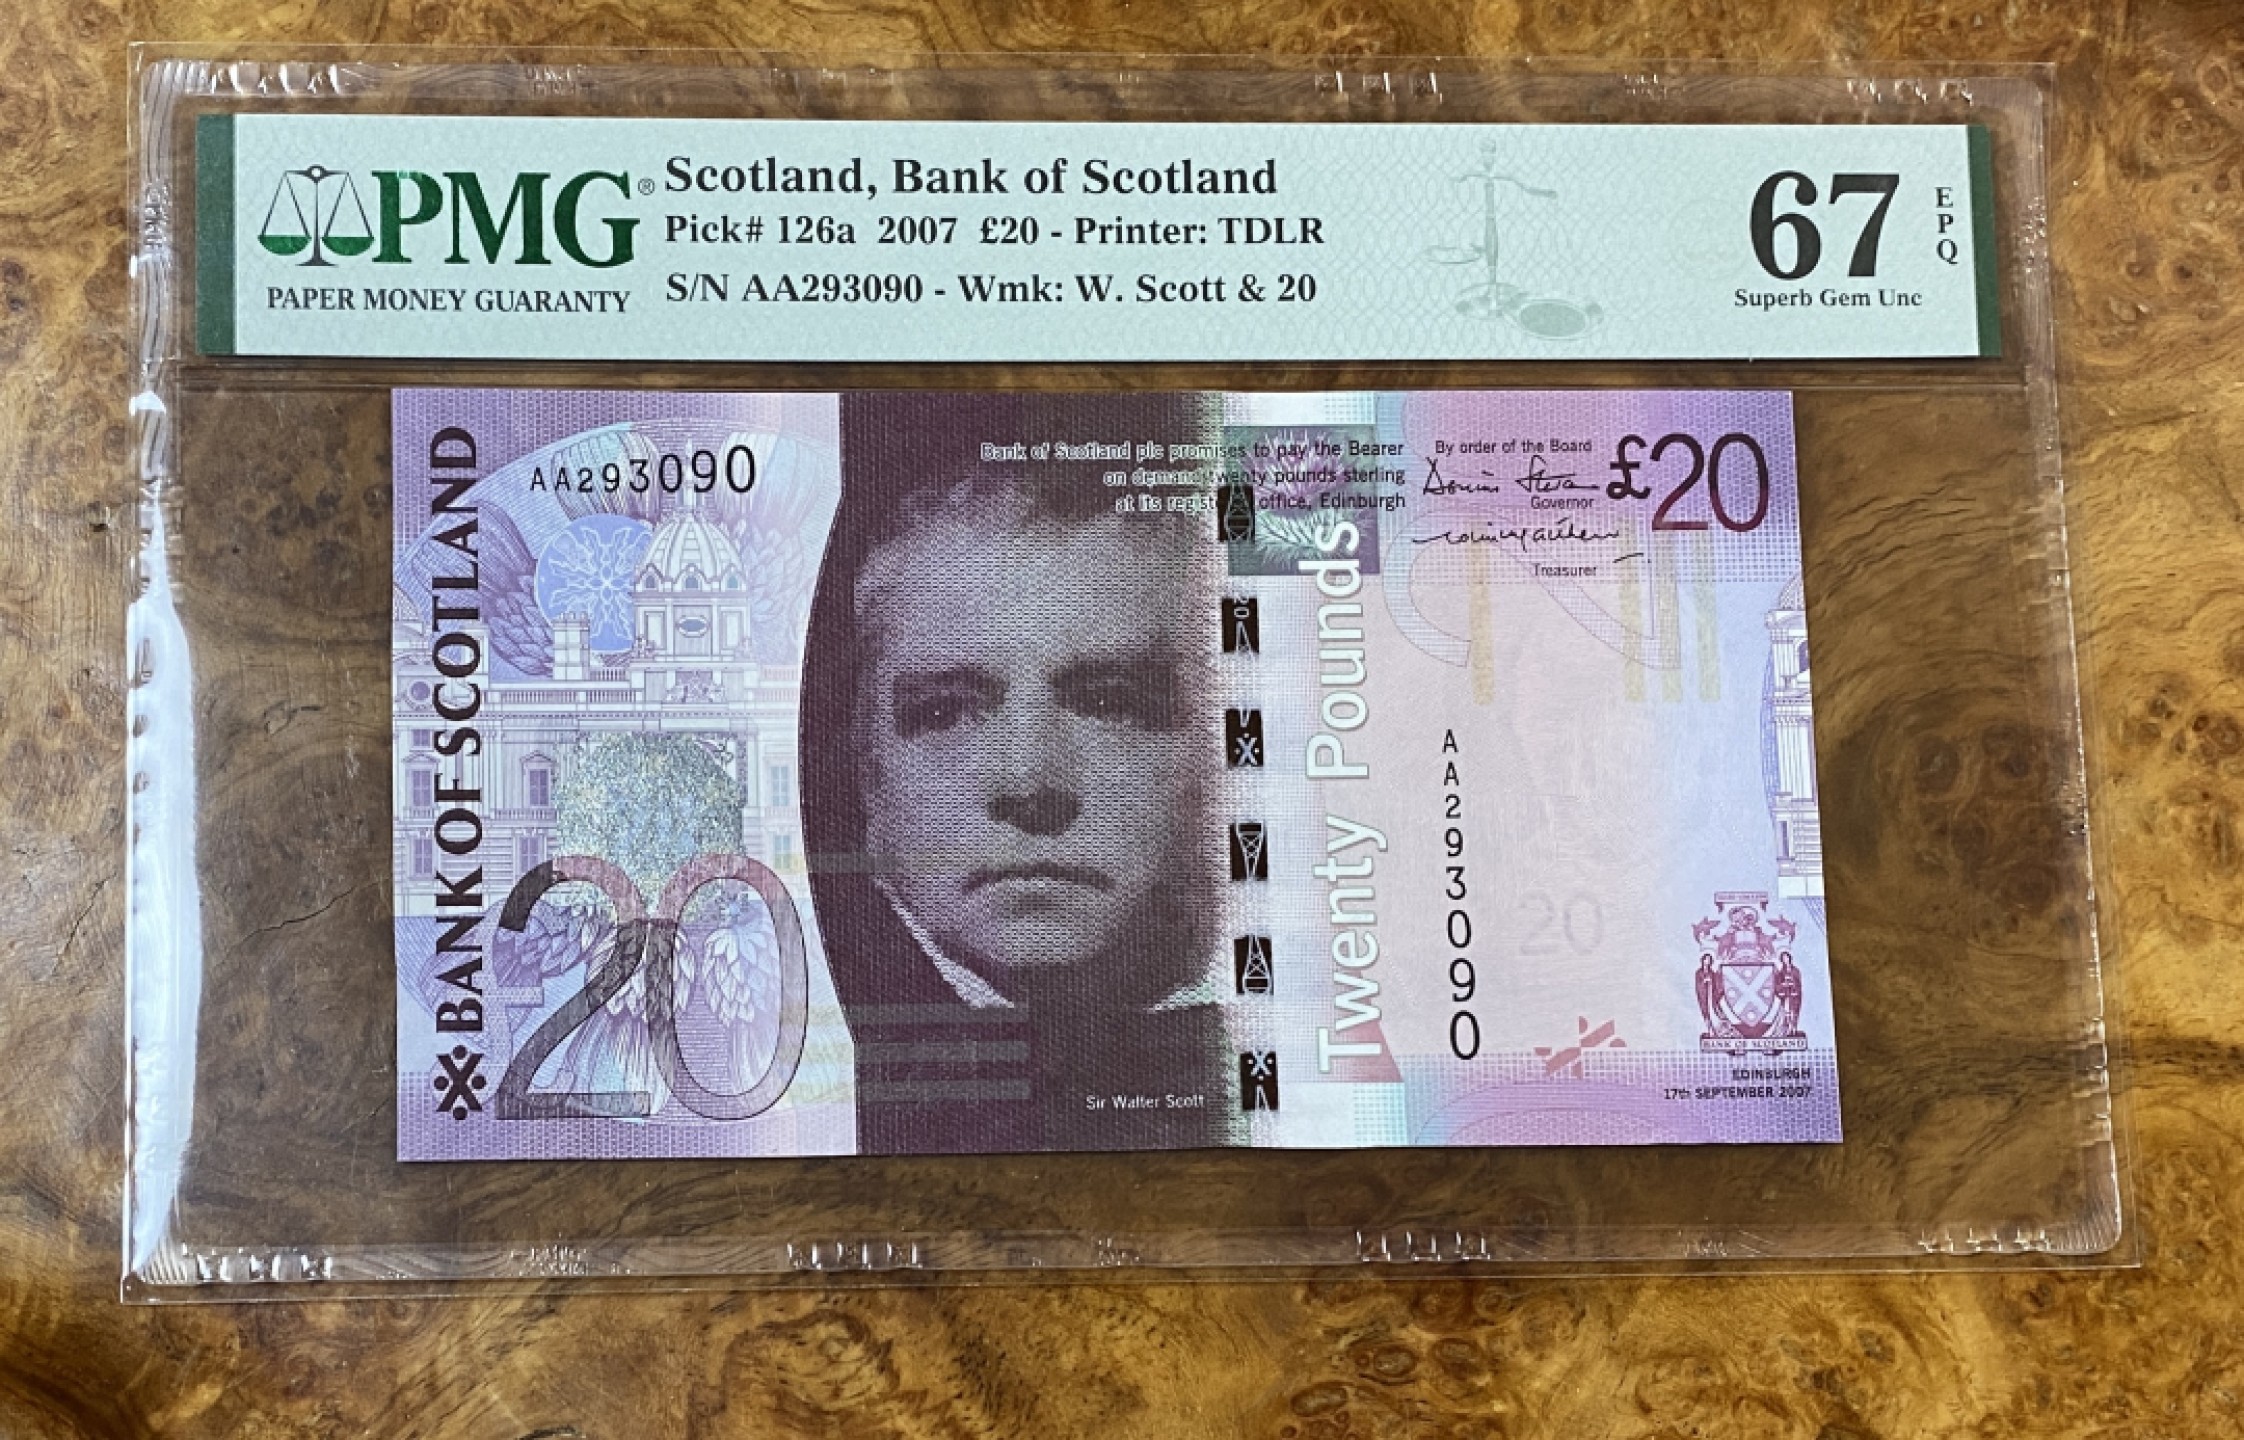 PMG®
PAPER MONEY GUARANTY
Scotland, Bank of Scotland
Pick# 126a 2007 £20 - Printer: TDLR
S/N AA293090 - Wmk: W. Scott & 20
67
EPQ
Superb Gem Unc
BANK OF SCOTLAND
AA293090
Bank of Scotland plc promises to pay the Bearer
on demand twenty pounds sterling
at its office, Edinburgh
By order of the Board
Governor
Treasurer
£20
Twenty Pounds
AA293090
20
20
Sir Walter Scott
BANK OF SCOTLAND
EDINBURGH
17th SEPTEMBER 2007